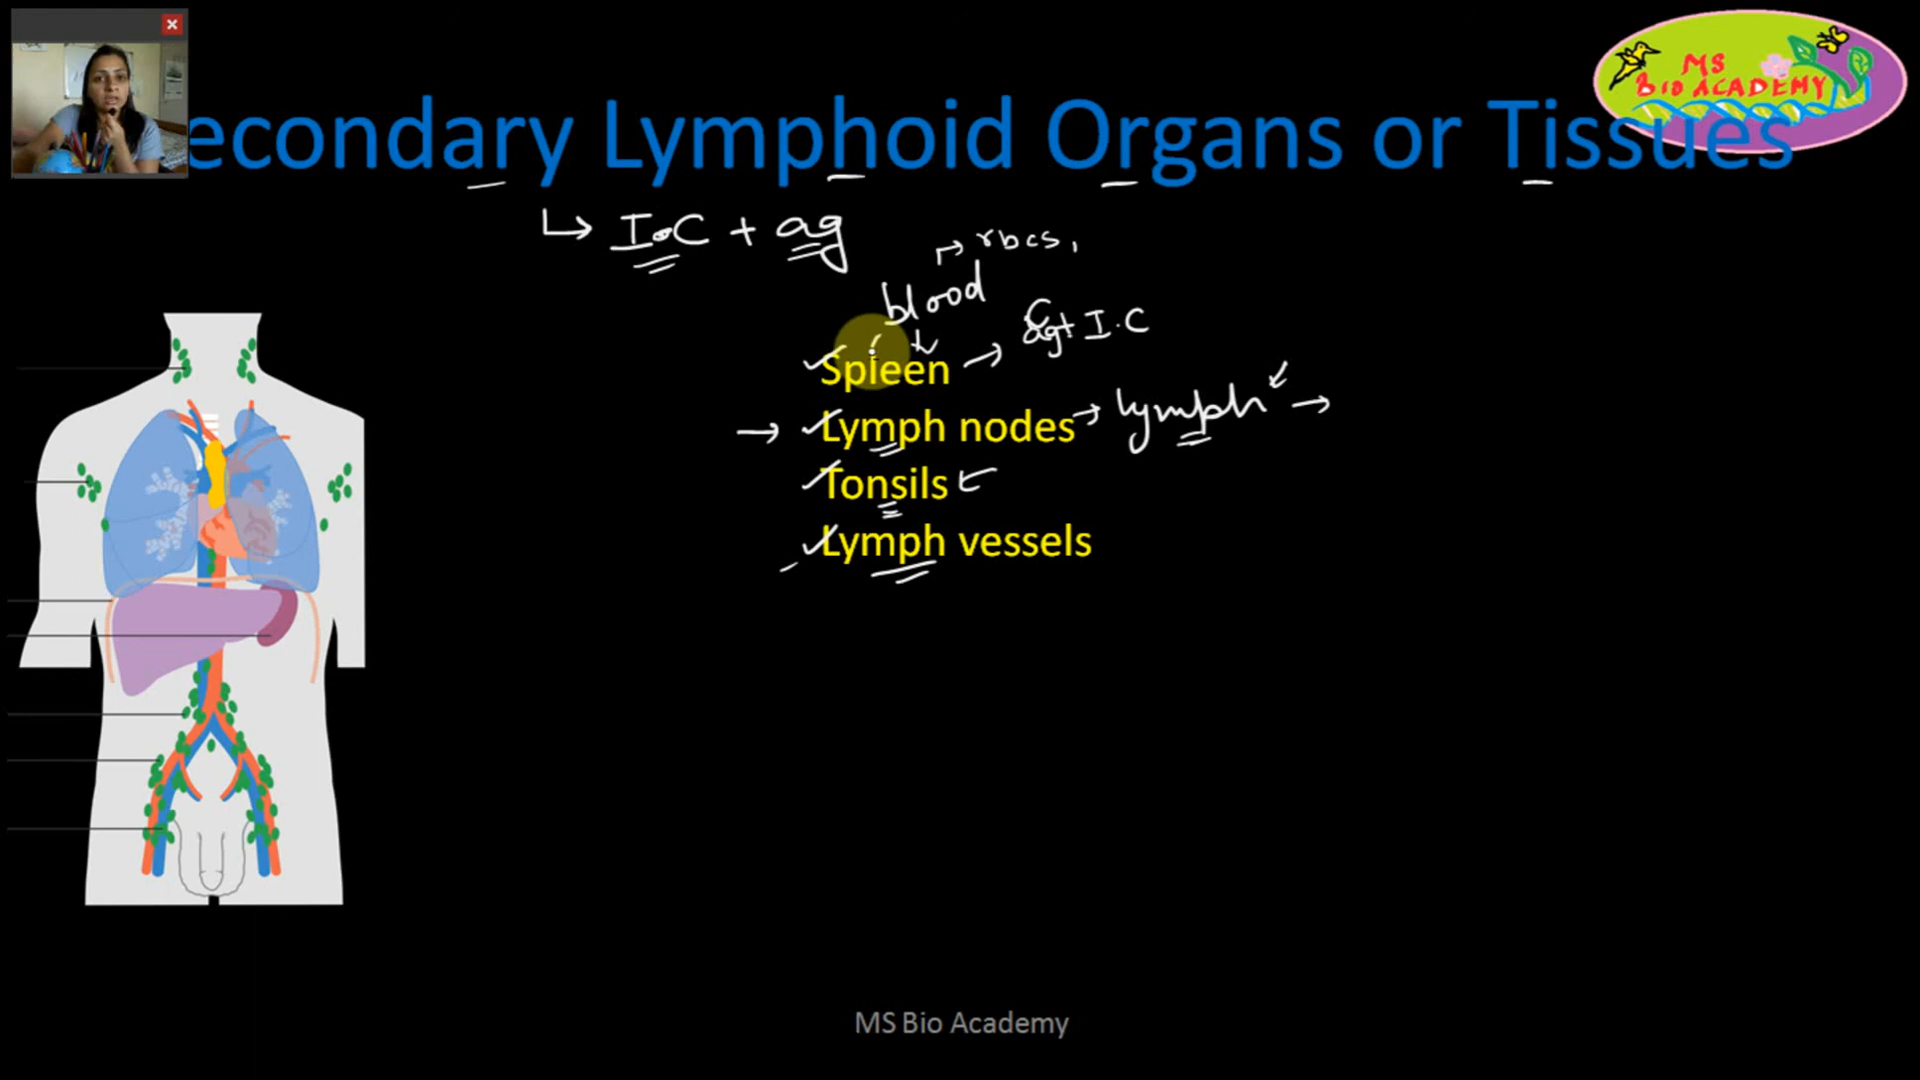 MS
BIO ACADEMY
econdary Lymphoid Organs or Tissues
↳ I.C + ag
→ rbcs,
blood
Spleen → agt I.C
→ Lymph nodes → lymph →
Tonsils
Lymph vessels
MS Bio Academy